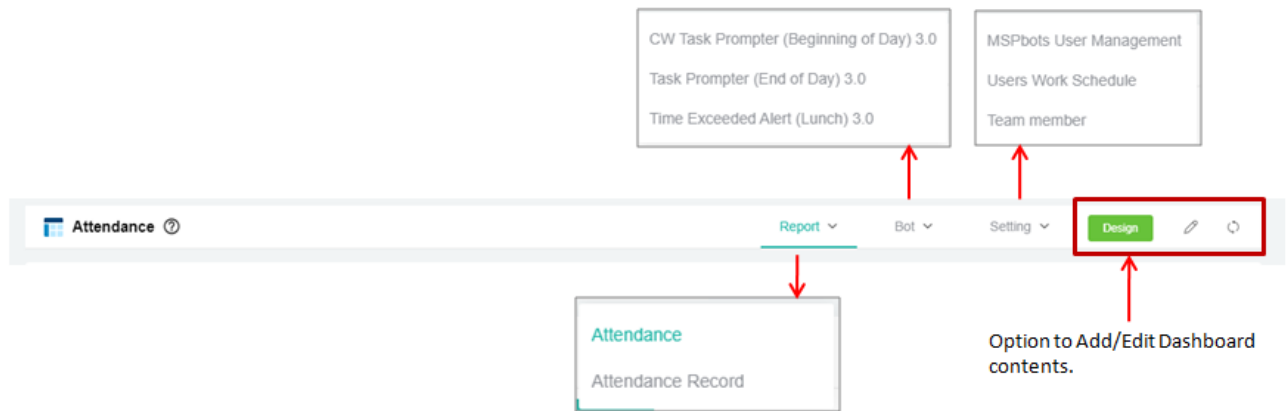 CW Task Prompter (Beginning of Day) 3.0
Task Prompter (End of Day) 3.0
Time Exceeded Alert (Lunch) 3.0
MSPbots User Management
Users Work Schedule
Team member
Attendance
Report
Bot
Setting
Design
Attendance
Attendance Record
Option to Add/Edit Dashboard
contents.